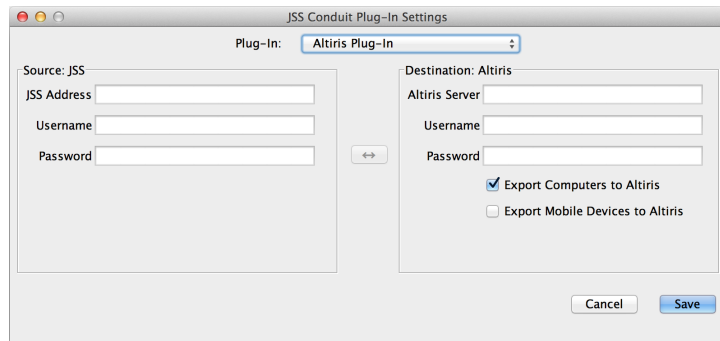 JSS Conduit Plug-In Settings
Plug-In: Altiris Plug-In
Source: JSS
JSS Address
Username
Password
Destination: Altiris
Altiris Server
Username
Password
Export Computers to Altiris
Export Mobile Devices to Altiris
Cancel Save